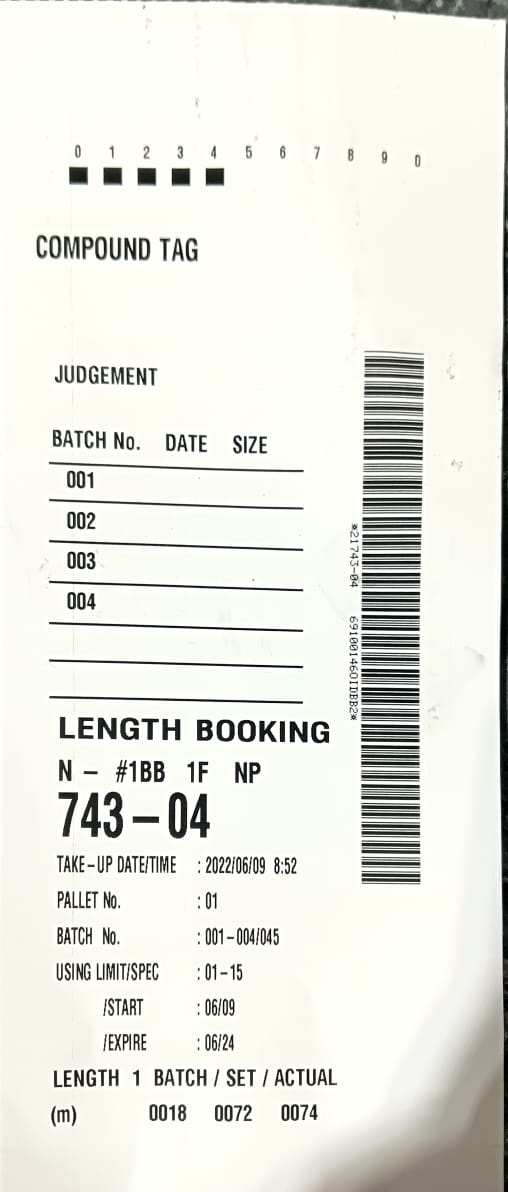 0 1 2 3 4 5 6 7 8 9 0
COMPOUND TAG
JUDGEMENT
BATCH No. DATE SIZE
001
002
003
004
*21743-04 691001460IDBB2*
LENGTH BOOKING
N - #1BB 1F NP
743-04
TAKE-UP DATE/TIME : 2022/06/09 8:52
PALLET No. : 01
BATCH No. : 001-004/045
USING LIMIT/SPEC : 01-15
/START : 06/09
/EXPIRE : 06/24
LENGTH 1 BATCH / SET / ACTUAL
(m) 0018 0072 0074